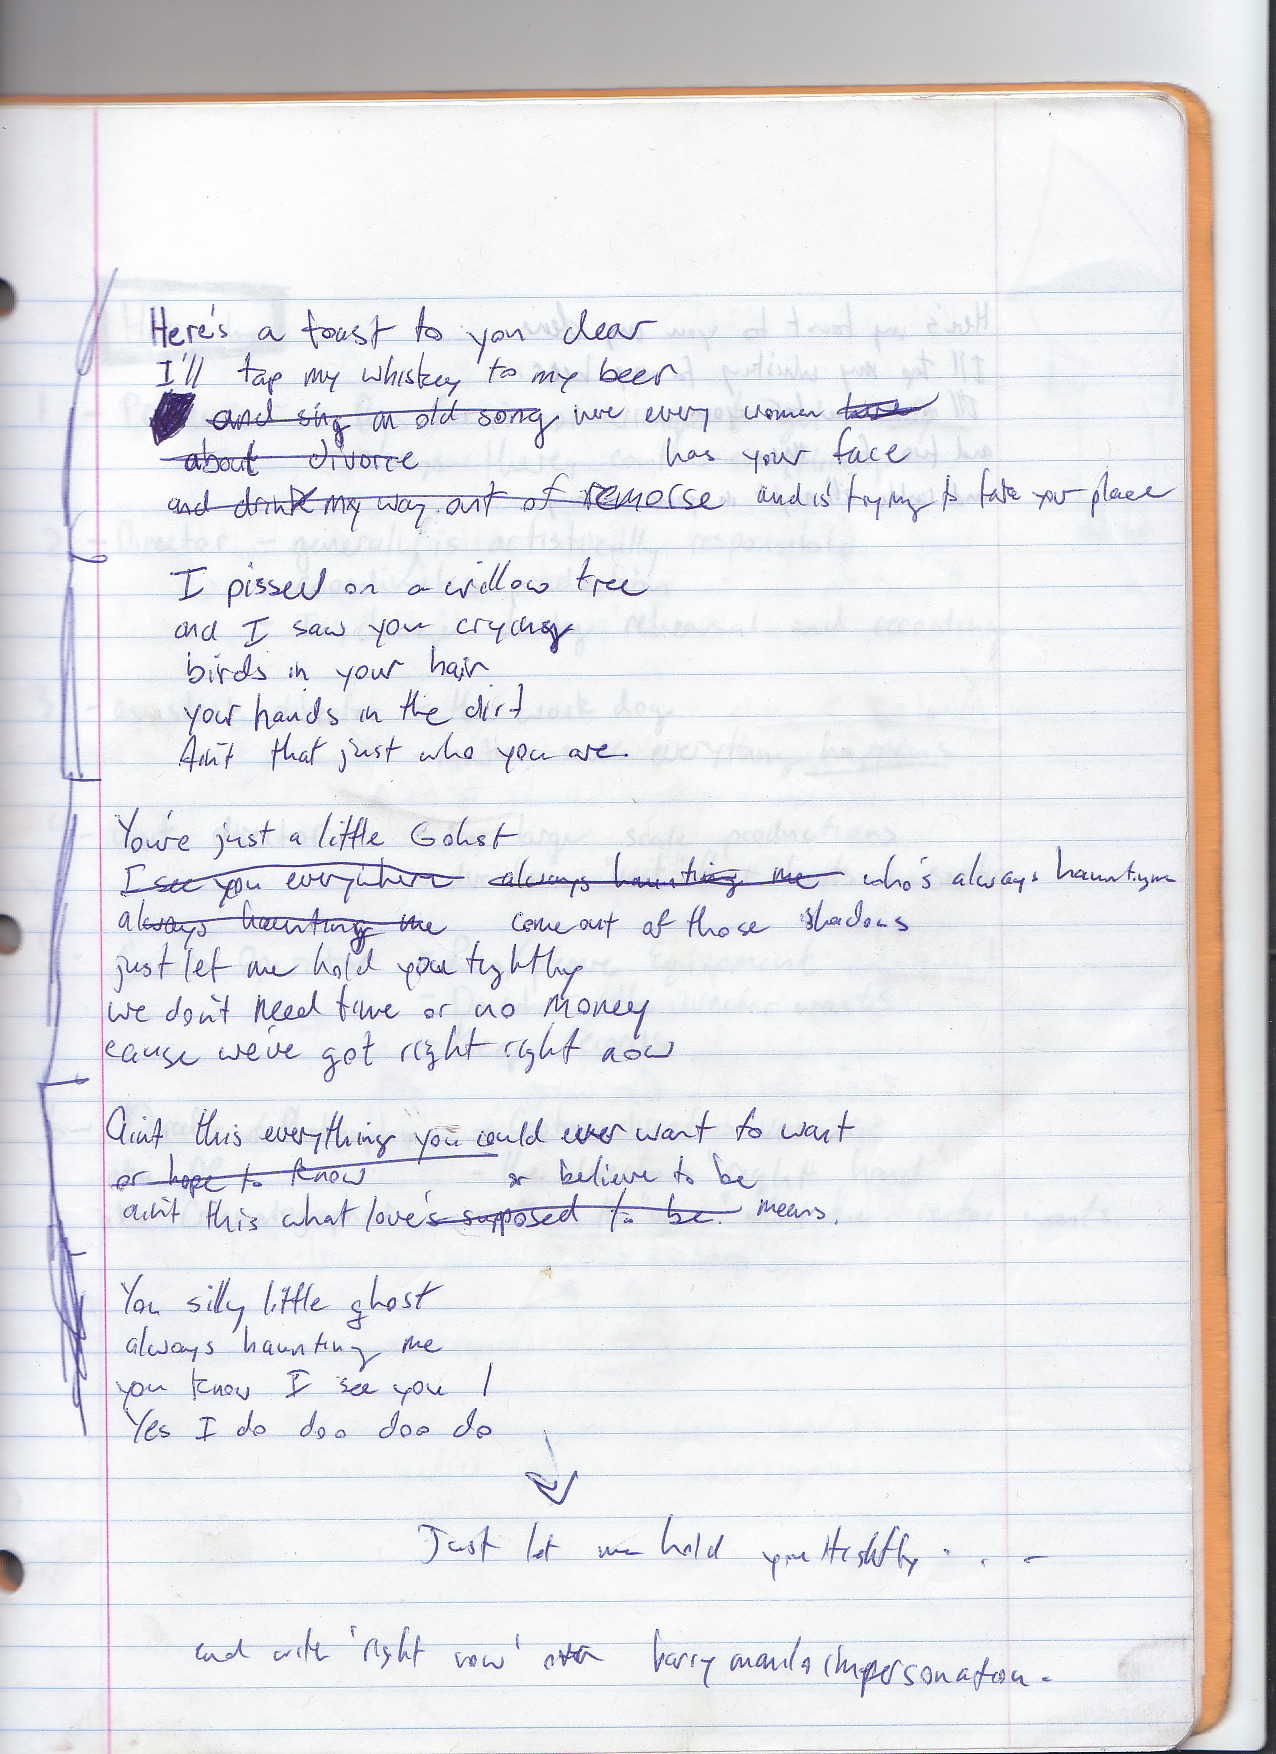 Here's a toast to you dear
I'll tap my whiskey to my beer
and sing an old song every woman have
about divorce has your face
and drink my way out of remorse and is trying to take your place
I pissed on a willow tree
and I saw you crying
birds in your hair
your hands in the dirt
Ain't that just who you are.
You're just a little Gohst
I see you everywhere always haunting me who's always haunting me
always haunting me come out of those shadows
just let me hold you tightly
we don't need time or no money
cause we've got right right now
Aint this everything you could ever want to want
or hope to know or believe to be
ain't this what love's supposed to be. means.
You silly little ghost
always haunting me
you know I see you !
Yes I do doo doo do
Just let me hold you tightly . . . -
end with 'right now' barry manilo impersonation.